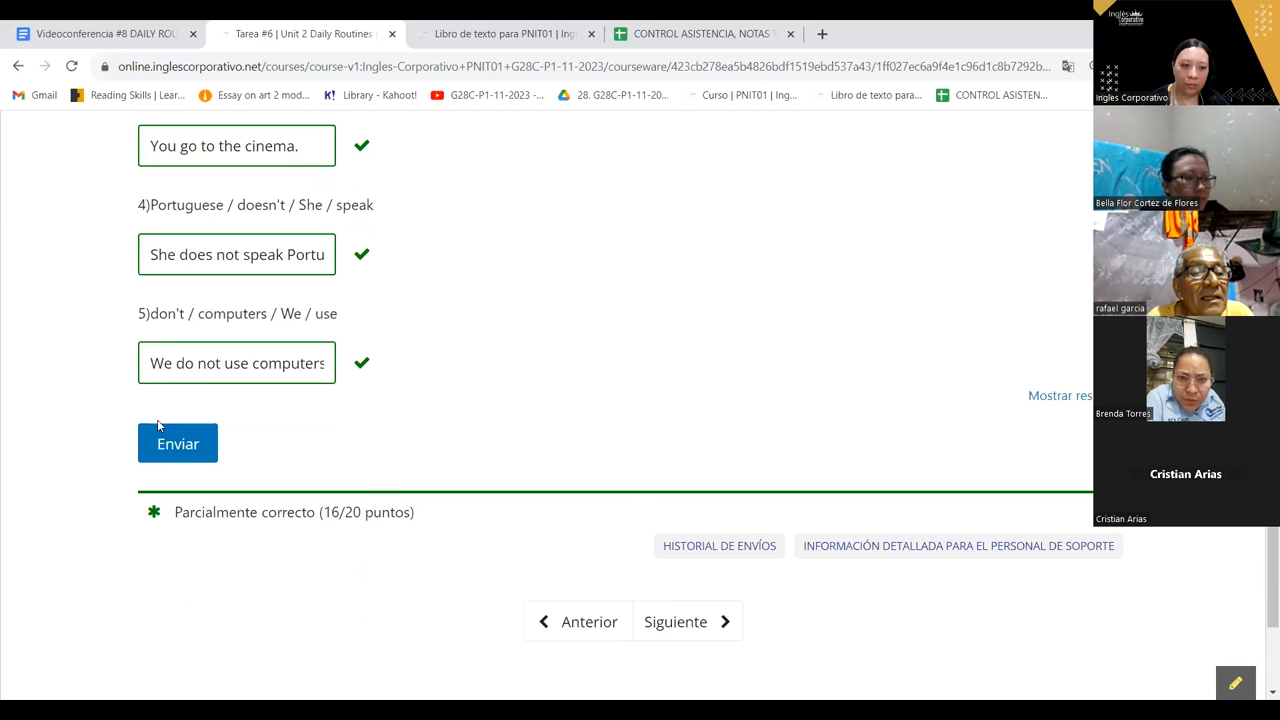 Videoconferencia #8 DAILY ROU
Tarea #6 | Unit 2 Daily Routines
Libro de texto para PNIT01 | Ing
CONTROL ASISTENCIA, NOTAS
online.inglescorporativo.net/courses/course-v1:Ingles-Corporativo+PNIT01+G28C-P1-11-2023/courseware/423cb278ea5b4826bdf1519ebd537a43/1ff027ec6a9f4e1c96d1c8b7292b...
Gmail
Reading Skills | Lear...
Essay on art 2 mod...
Library - Kano...
G28C-P1-11-2023 -...
28. G28C-P1-11-20...
Curso | PNIT01 | Ing...
Libro de texto para...
CONTROL ASISTEN...
You go to the cinema.
4)Portuguese / doesn't / She / speak
She does not speak Portu
5)don't / computers / We / use
We do not use computers
Mostrar res
Enviar
Parcialmente correcto (16/20 puntos)
HISTORIAL DE ENVÍOS
INFORMACIÓN DETALLADA PARA EL PERSONAL DE SOPORTE
Anterior
Siguiente
Inglés
Corporativo
Ingles Corporativo
Bella Flor Cortez de Flores
rafael garcia
Brenda Torres
Cristian Arias
Cristian Arias